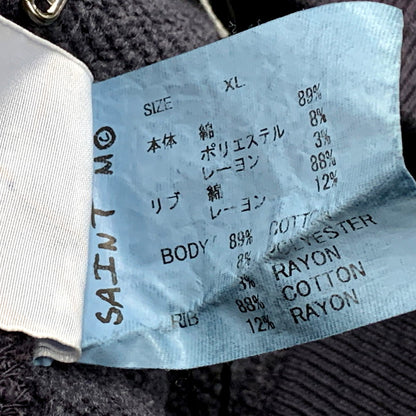 SAINT M©
SIZE XL
本体 綿 89%
ポリエステル 8%
レーヨン 3%
リブ 綿 88%
レーヨン 12%
BODY 89% COTTON
8% POLYESTER
3% RAYON
RIB 88% COTTON
12% RAYON